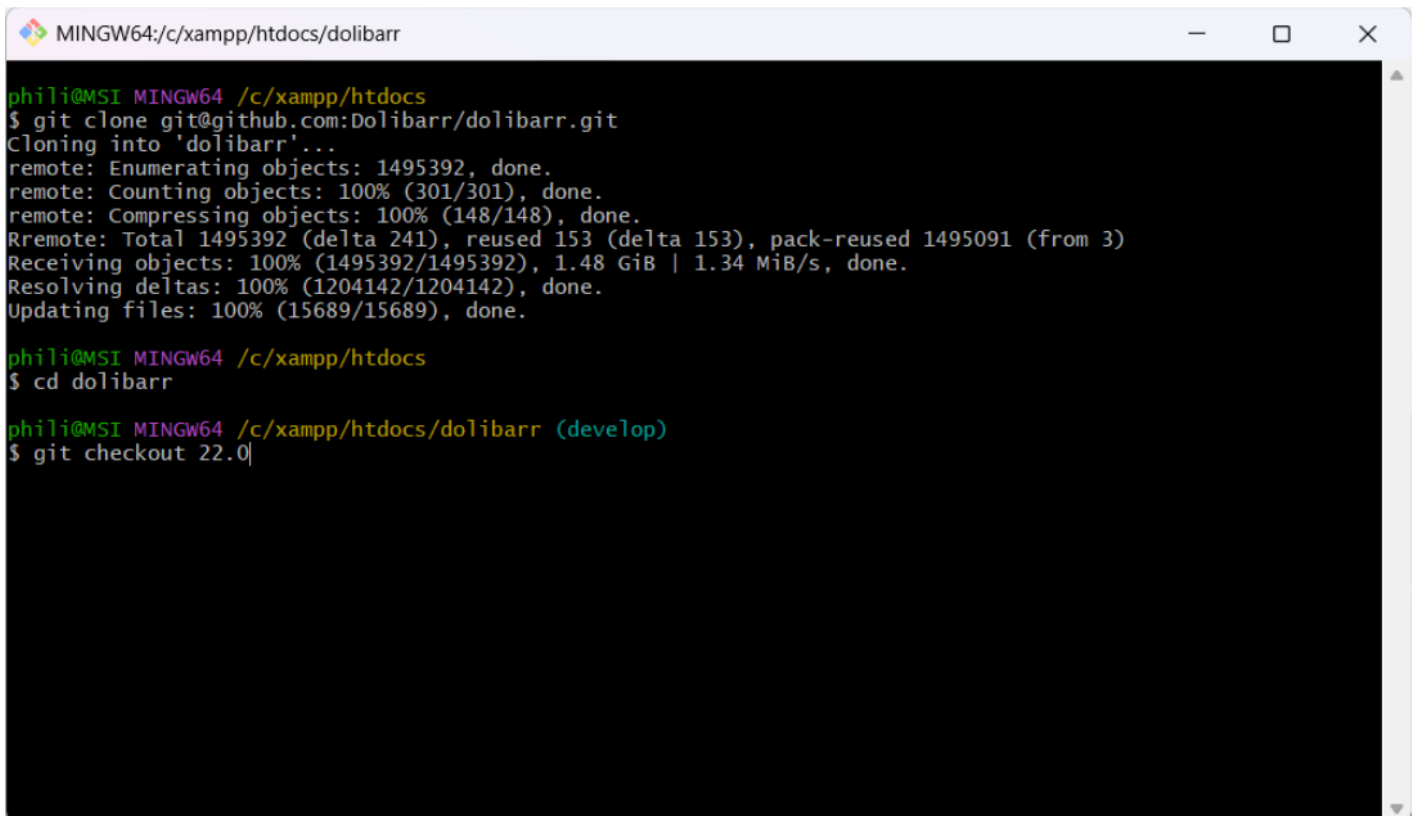 MINGW64:/c/xampp/htdocs/dolibarr
phili@MSI MINGW64 /c/xampp/htdocs
$ git clone git@github.com:Dolibarr/dolibarr.git
Cloning into 'dolibarr'...
remote: Enumerating objects: 1495392, done.
remote: Counting objects: 100% (301/301), done.
remote: Compressing objects: 100% (148/148), done.
Rremote: Total 1495392 (delta 241), reused 153 (delta 153), pack-reused 1495091 (from 3)
Receiving objects: 100% (1495392/1495392), 1.48 GiB | 1.34 MiB/s, done.
Resolving deltas: 100% (1204142/1204142), done.
Updating files: 100% (15689/15689), done.
phili@MSI MINGW64 /c/xampp/htdocs
$ cd dolibarr
phili@MSI MINGW64 /c/xampp/htdocs/dolibarr (develop)
$ git checkout 22.0